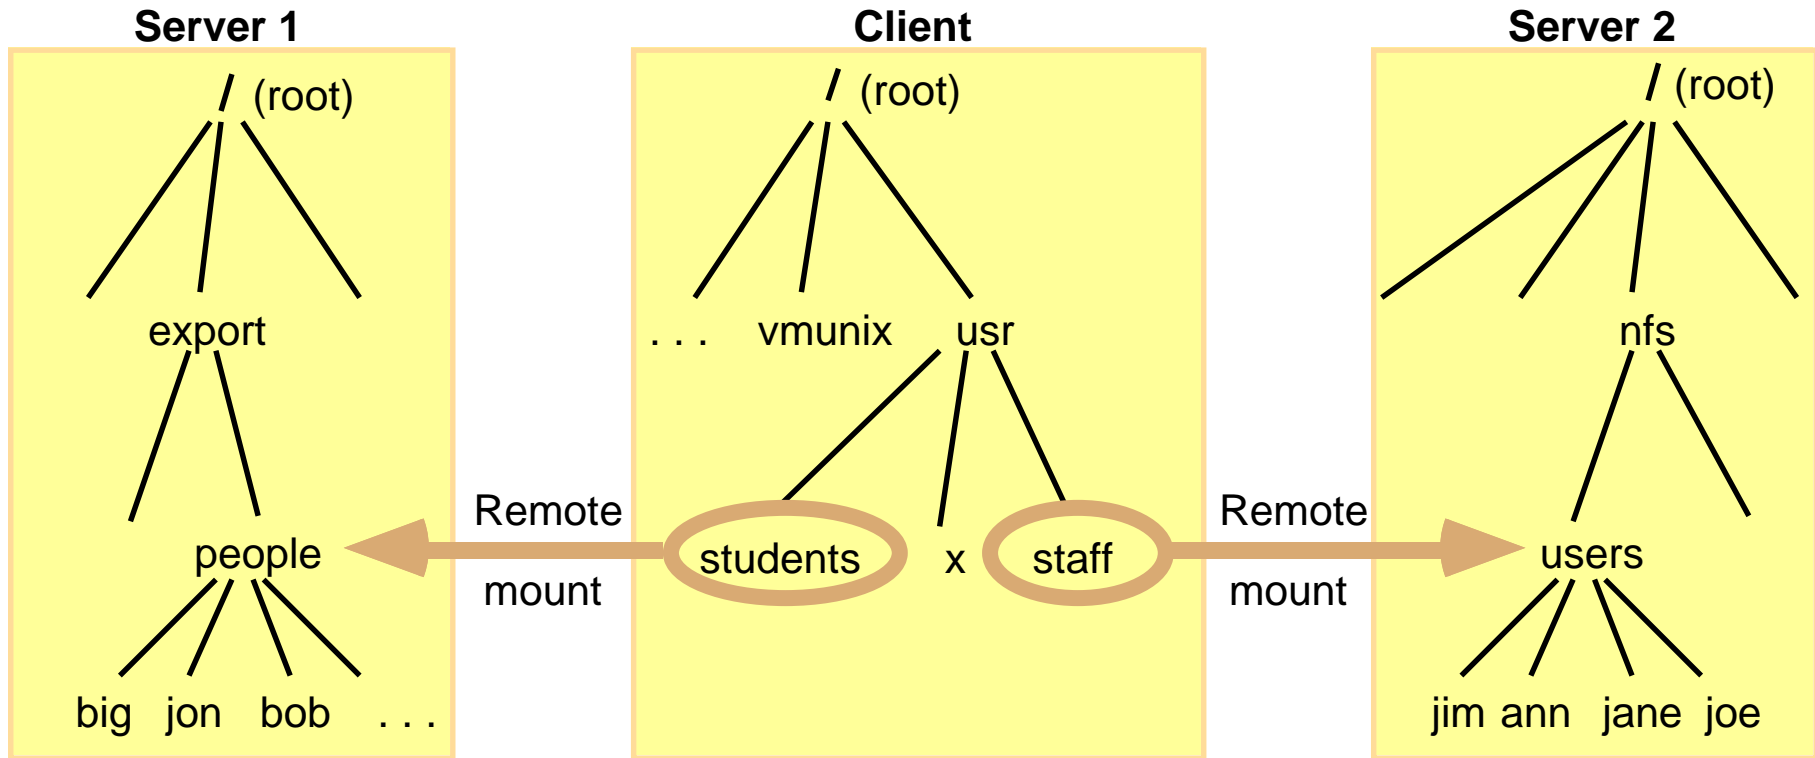 Server 1
Client
Server 2
/ (root)
/ (root)
/ (root)
export
. . . vmunix usr
nfs
Remote
mount
Remote
mount
people
students x staff
users
big jon bob . . .
jim ann jane joe